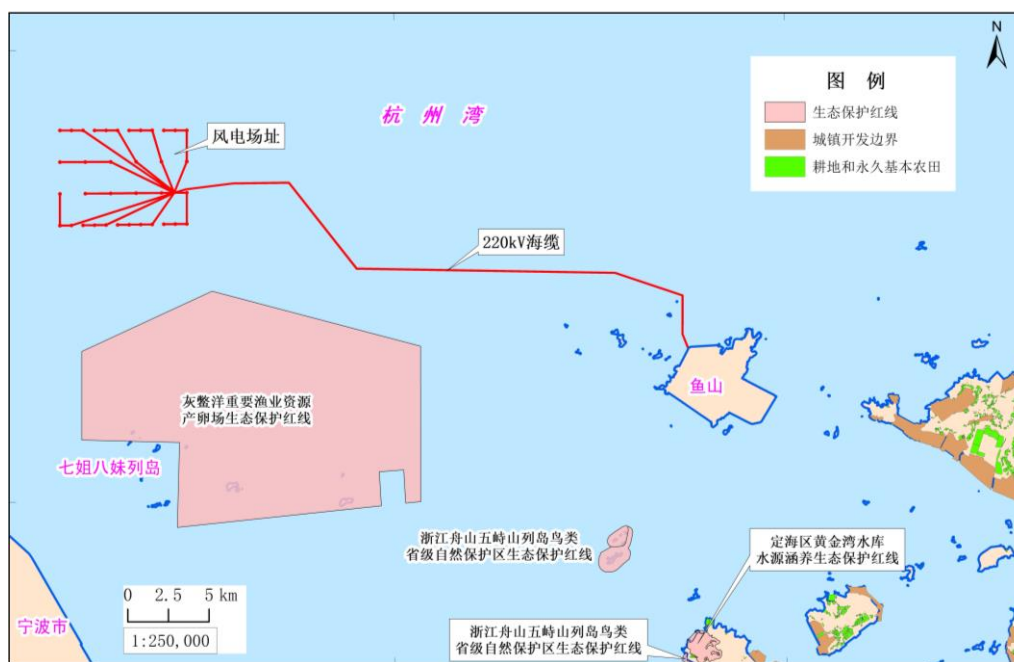 N
图 例
生态保护红线
城镇开发边界
耕地和永久基本农田
杭 州 湾
风电场址
220kV海缆
鱼山
灰鳖洋重要渔业资源
产卵场生态保护红线
七姐八妹列岛
浙江舟山五峙山列岛鸟类
省级自然保护区生态保护红线
定海区黄金湾水库
水源涵养生态保护红线
0 2.5 5 km
1:250,000
宁波市
浙江舟山五峙山列岛鸟类
省级自然保护区生态保护红线